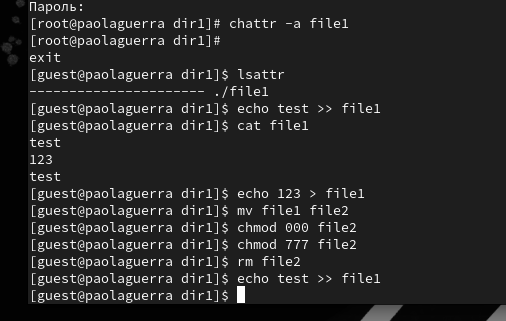 Пароль:
[root@paolaguerra dir1]# chattr -a file1
[root@paolaguerra dir1]#
exit
[guest@paolaguerra dir1]$ lsattr
---------------------- ./file1
[guest@paolaguerra dir1]$ echo test >> file1
[guest@paolaguerra dir1]$ cat file1
test
123
test
[guest@paolaguerra dir1]$ echo 123 > file1
[guest@paolaguerra dir1]$ mv file1 file2
[guest@paolaguerra dir1]$ chmod 000 file2
[guest@paolaguerra dir1]$ chmod 777 file2
[guest@paolaguerra dir1]$ rm file2
[guest@paolaguerra dir1]$ echo test >> file1
[guest@paolaguerra dir1]$